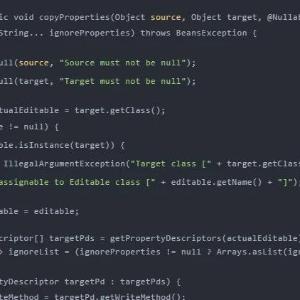 ic void copyProperties(Object source, Object target, @Nulla
String... ignoreProperties) throws BeansException {
ull(source, "Source must not be null");
ull(target, "Target must not be null");
ctualEditable = target.getClass();
e != null) {
ble.isInstance(target)) {
IllegalArgumentException("Target class [" + target.getClass
assignable to Editable class [" + editable.getName() + "]");
able = editable;
criptor[] targetPds = getPropertyDescriptors(actualEditable)
> ignoreList = (ignoreProperties != null ? Arrays.asList(ig
tyDescriptor targetPd : targetPds) {
iteMethod = targetPd.getWriteMethod();